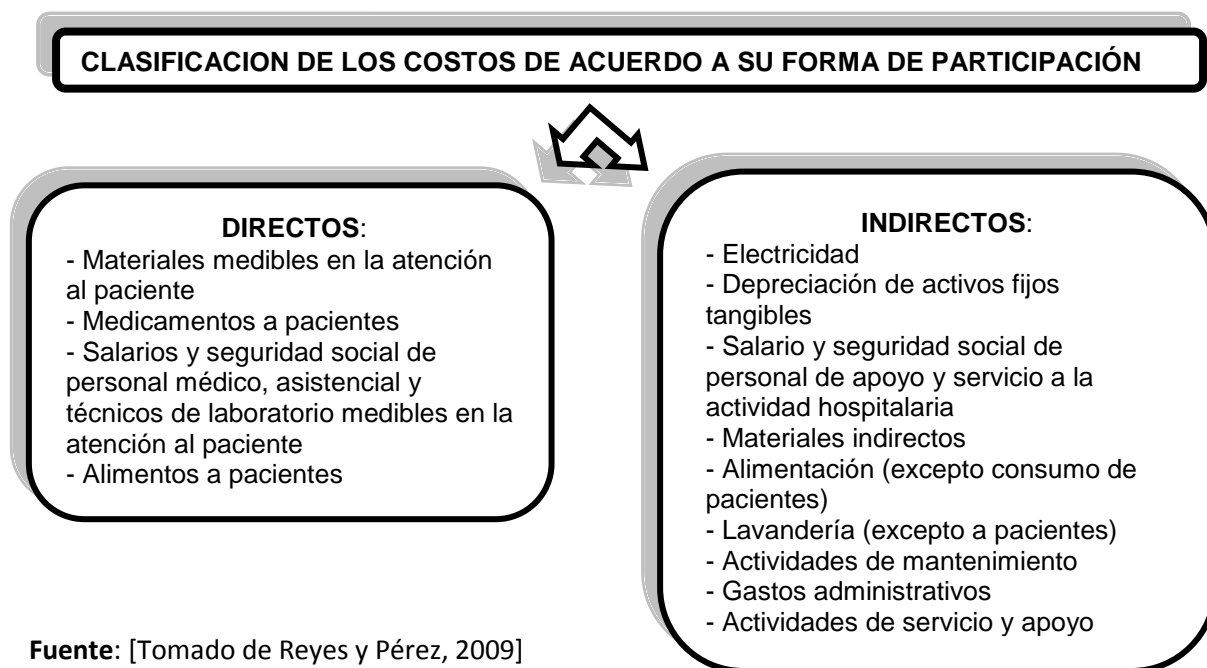 CLASIFICACION DE LOS COSTOS DE ACUERDO A SU FORMA DE PARTICIPACIÓN
DIRECTOS:
- Materiales medibles en la atención
al paciente
- Medicamentos a pacientes
- Salarios y seguridad social de
personal médico, asistencial y
técnicos de laboratorio medibles en la
atención al paciente
- Alimentos a pacientes
INDIRECTOS:
- Electricidad
- Depreciación de activos fijos
tangibles
- Salario y seguridad social de
personal de apoyo y servicio a la
actividad hospitalaria
- Materiales indirectos
- Alimentación (excepto consumo de
pacientes)
- Lavandería (excepto a pacientes)
- Actividades de mantenimiento
- Gastos administrativos
- Actividades de servicio y apoyo
Fuente: [Tomado de Reyes y Pérez, 2009]